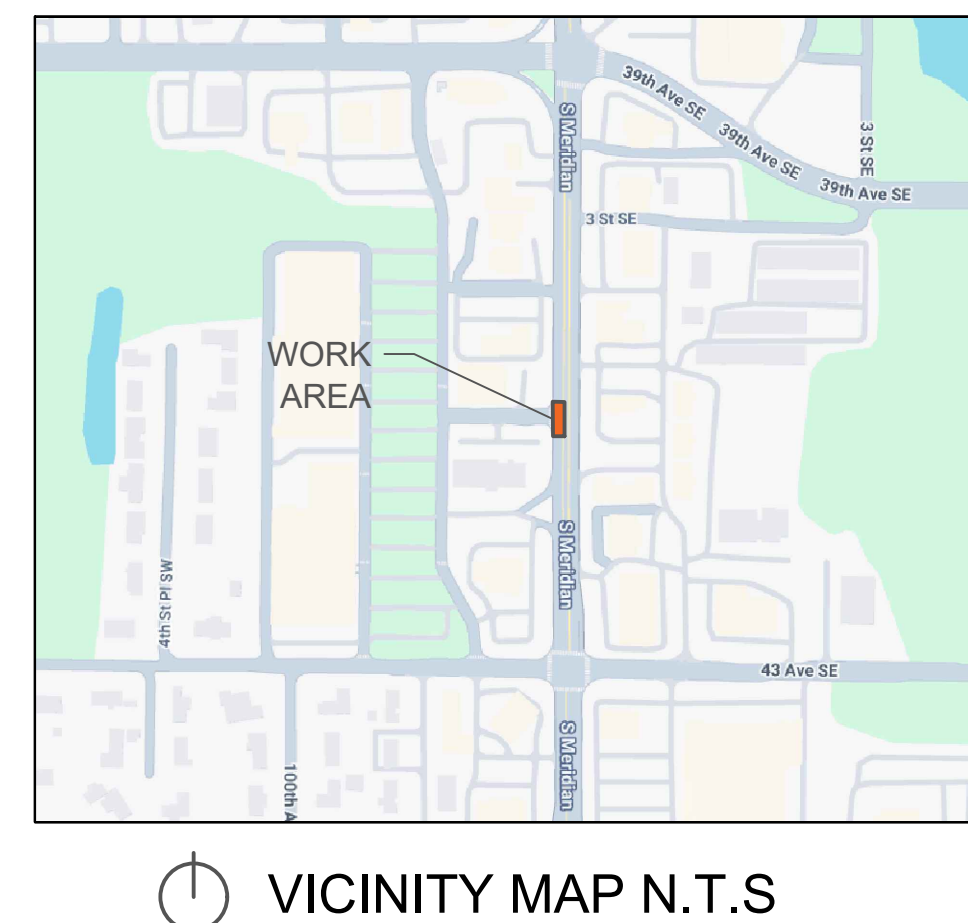 39th Ave SE
39th Ave SE
39th Ave SE
3 St SE
S Meridian
3 St SE
WORK
AREA
S Meridian
4th St Pl SW
43 Ave SE
S Meridian
100th A
VICINITY MAP N.T.S